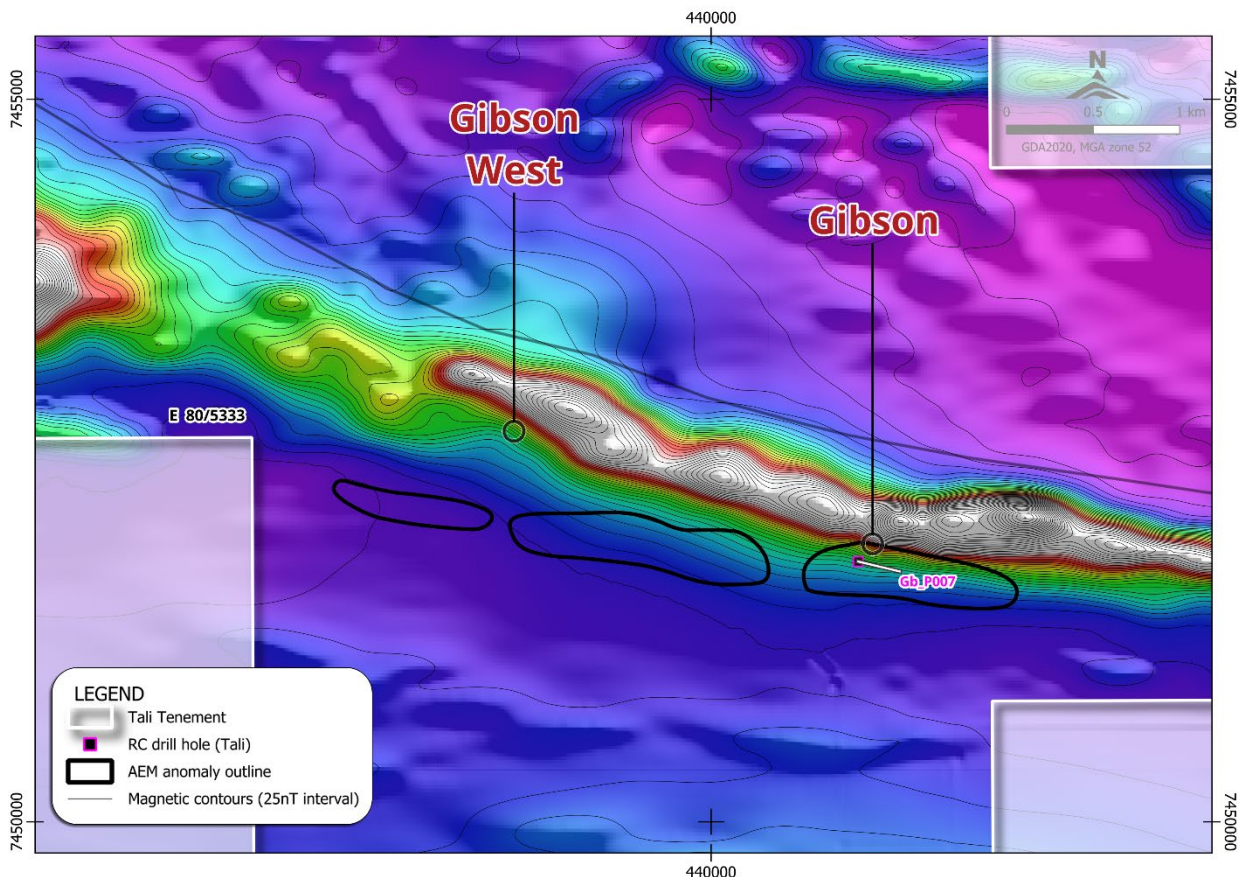 440000
7455000
7455000
N
0 0.5 1 km
GDA2020, MGA zone 52
Gibson
West
Gibson
E 80/5333
Gb_P007
LEGEND
Tali Tenement
RC drill hole (Tali)
AEM anomaly outline
Magnetic contours (25nT interval)
7450000
7450000
440000